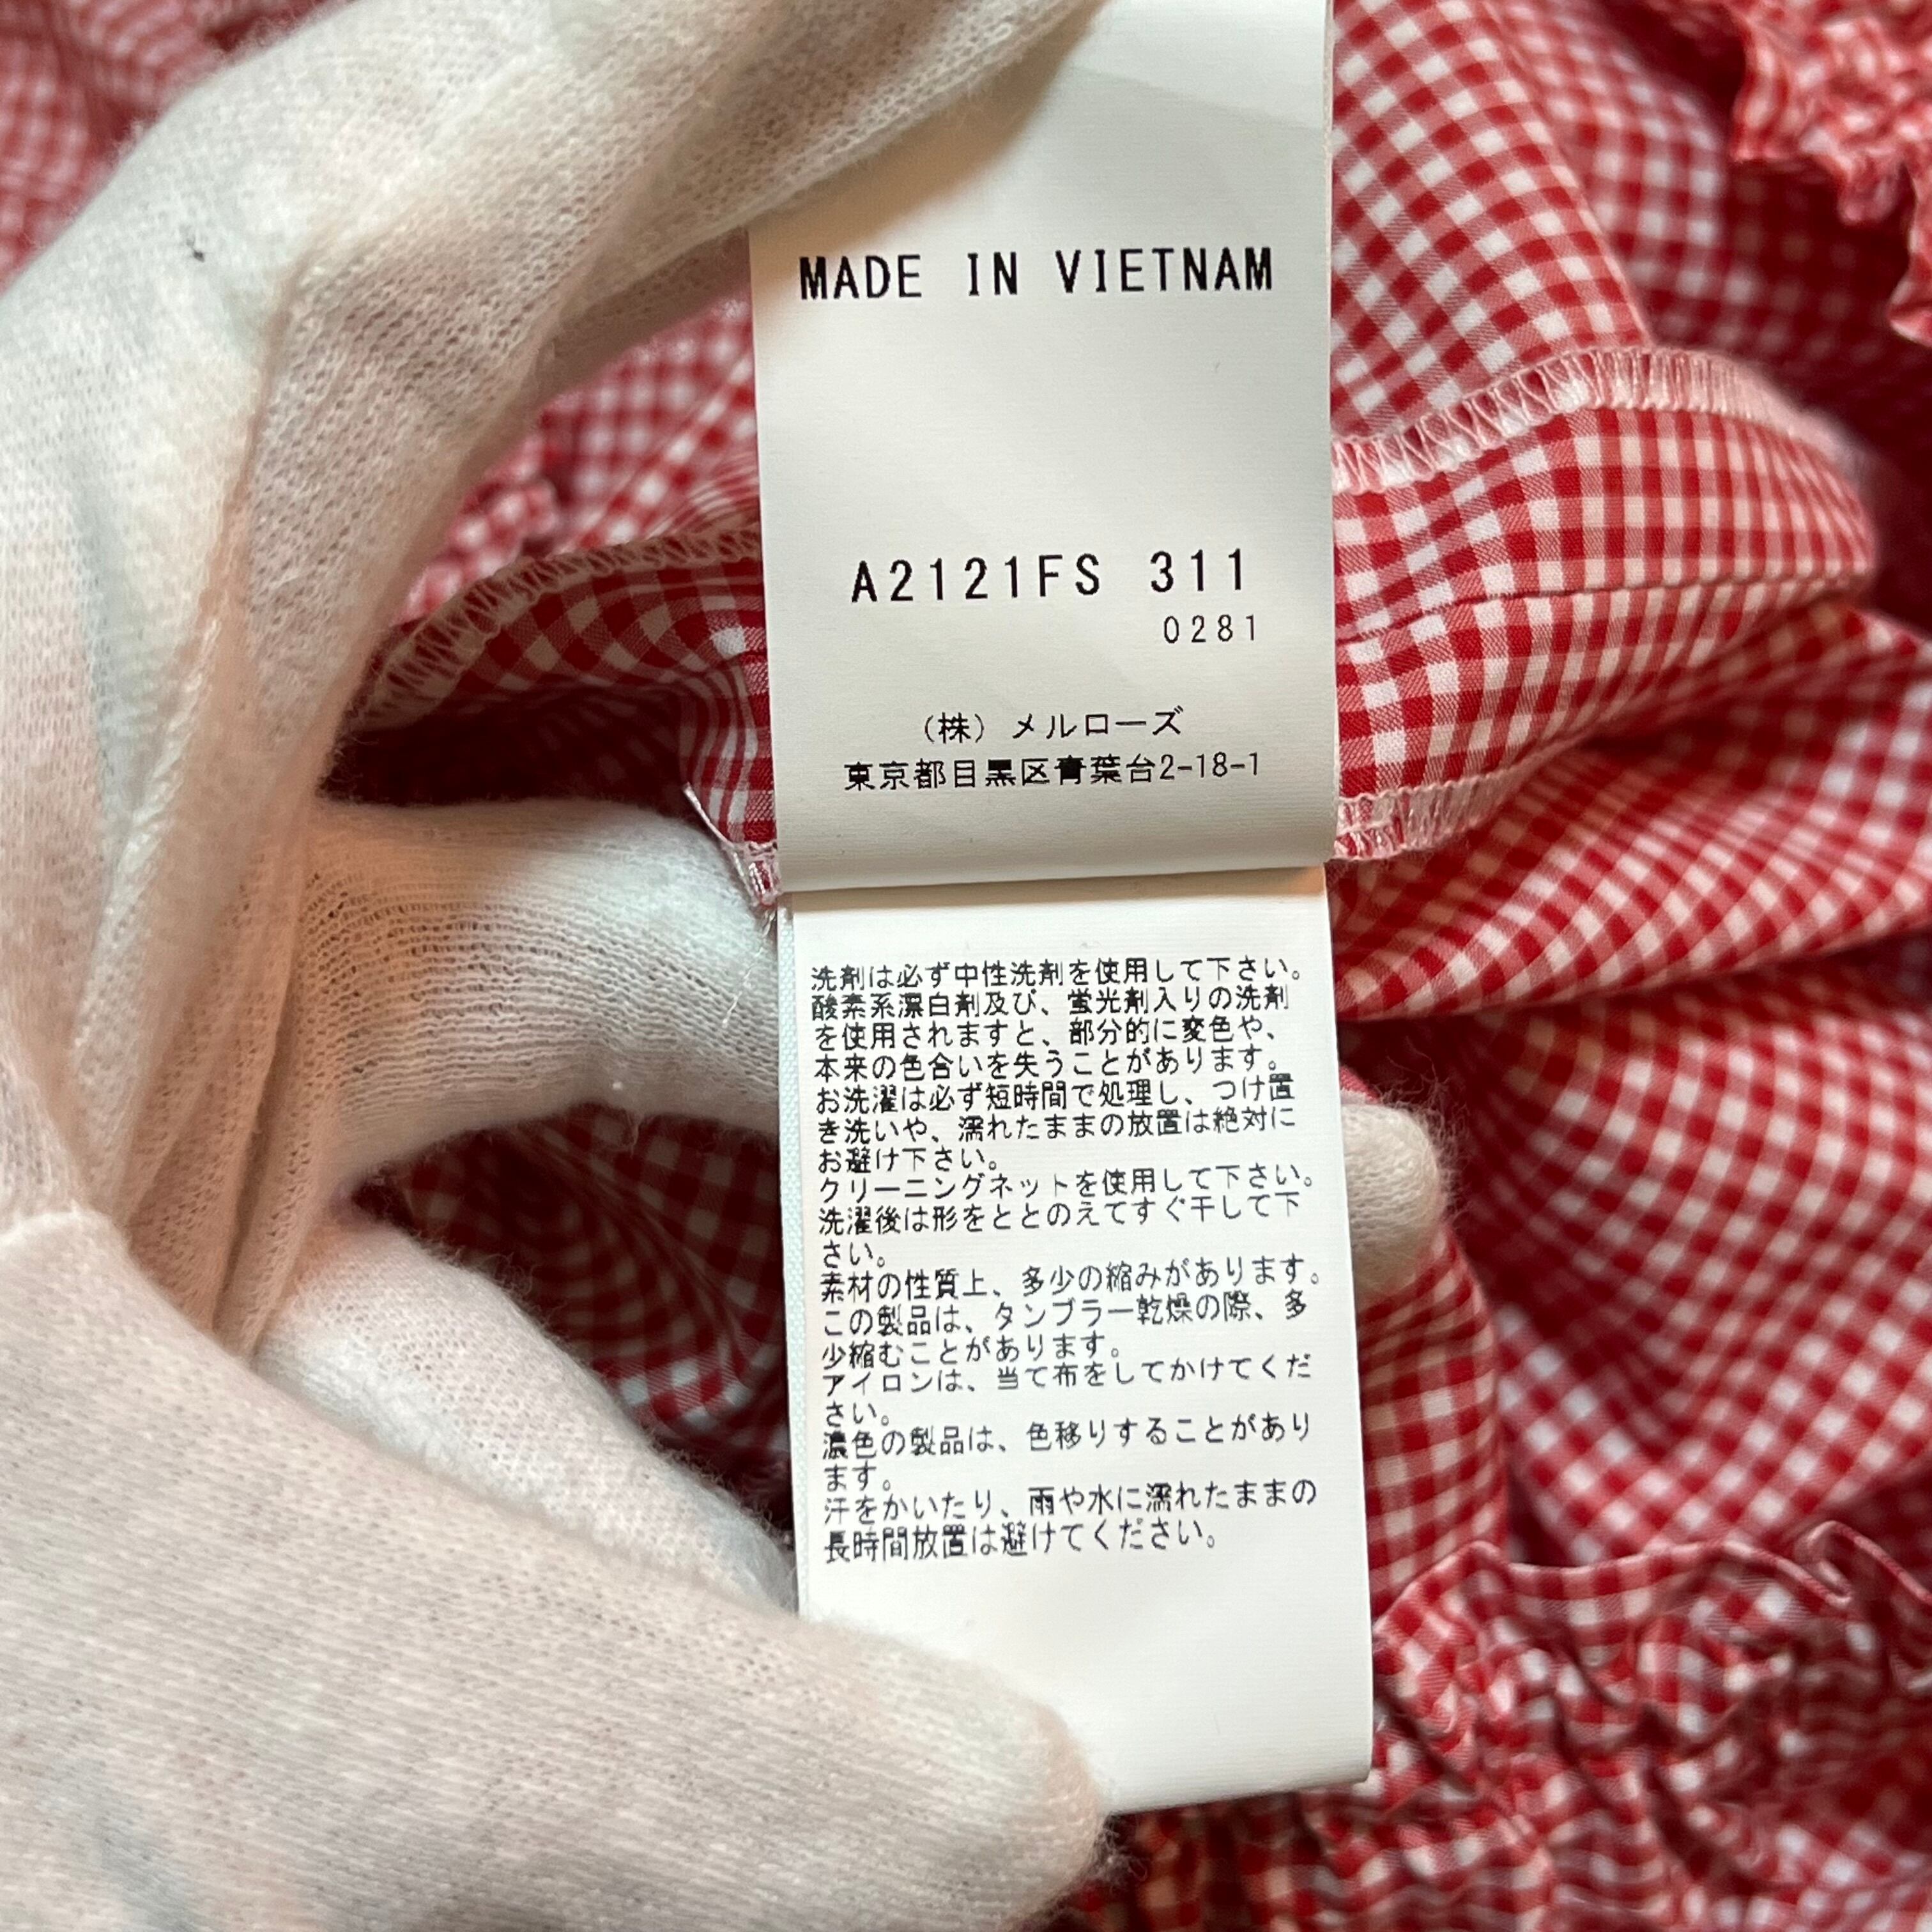 MADE IN VIETNAM
A2121FS 311
0281
(株) メルローズ
東京都目黒区青葉台2-18-1
洗剤は必ず中性洗剤を使用して下さい。
酸素系漂白剤及び、蛍光剤入りの洗剤
を使用されますと、部分的に変色や、
本来の色合いを失うことがあります。
お洗濯は必ず短時間で処理し、つけ置
き洗いや、濡れたままの放置は絶対に
お避け下さい。
クリーニングネットを使用して下さい。
洗濯後は形をととのえてすぐ干して下
さい。
素材の性質上、多少の縮みがあります。
この製品は、タンブラー乾燥の際、多
少縮むことがあります。
アイロンは、当て布をしてかけてくだ
さい。
濃色の製品は、色移りすることがあり
ます。
汗をかいたり、雨や水に濡れたままの
長時間放置は避けてください。